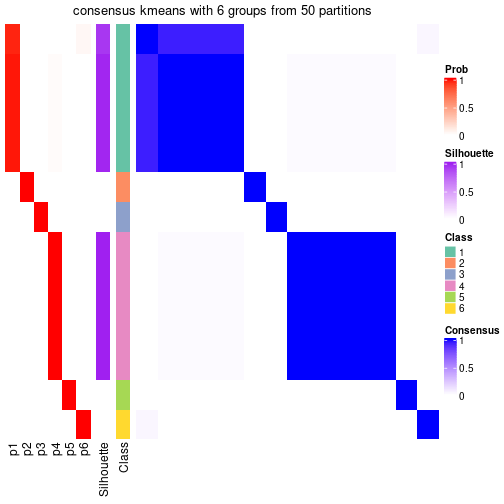 consensus kmeans with 6 groups from 50 partitions
Prob
1
0.5
0
Silhouette
1
0.5
0
Class
1
2
3
4
5
6
Consensus
1
0.5
0
p1
p2
p3
p4
p5
p6
Silhouette
Class